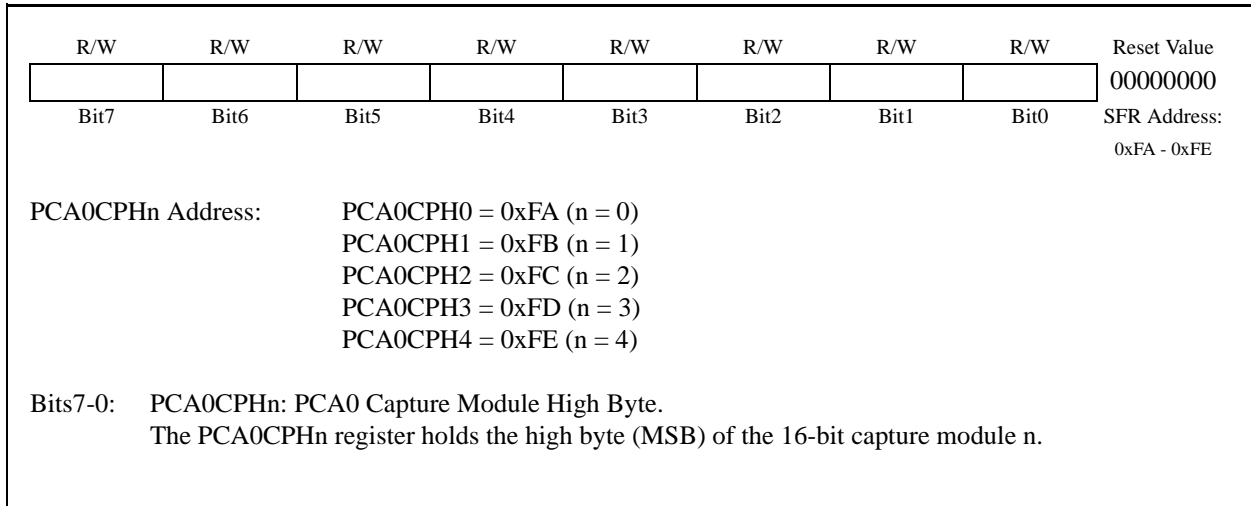 R/W R/W R/W R/W R/W R/W R/W R/W Reset Value
00000000
Bit7 Bit6 Bit5 Bit4 Bit3 Bit2 Bit1 Bit0 SFR Address:
0xFA - 0xFE
PCA0CPHn Address: PCA0CPH0 = 0xFA (n = 0)
PCA0CPH1 = 0xFB (n = 1)
PCA0CPH2 = 0xFC (n = 2)
PCA0CPH3 = 0xFD (n = 3)
PCA0CPH4 = 0xFE (n = 4)
Bits7-0: PCA0CPHn: PCA0 Capture Module High Byte.
The PCA0CPHn register holds the high byte (MSB) of the 16-bit capture module n.